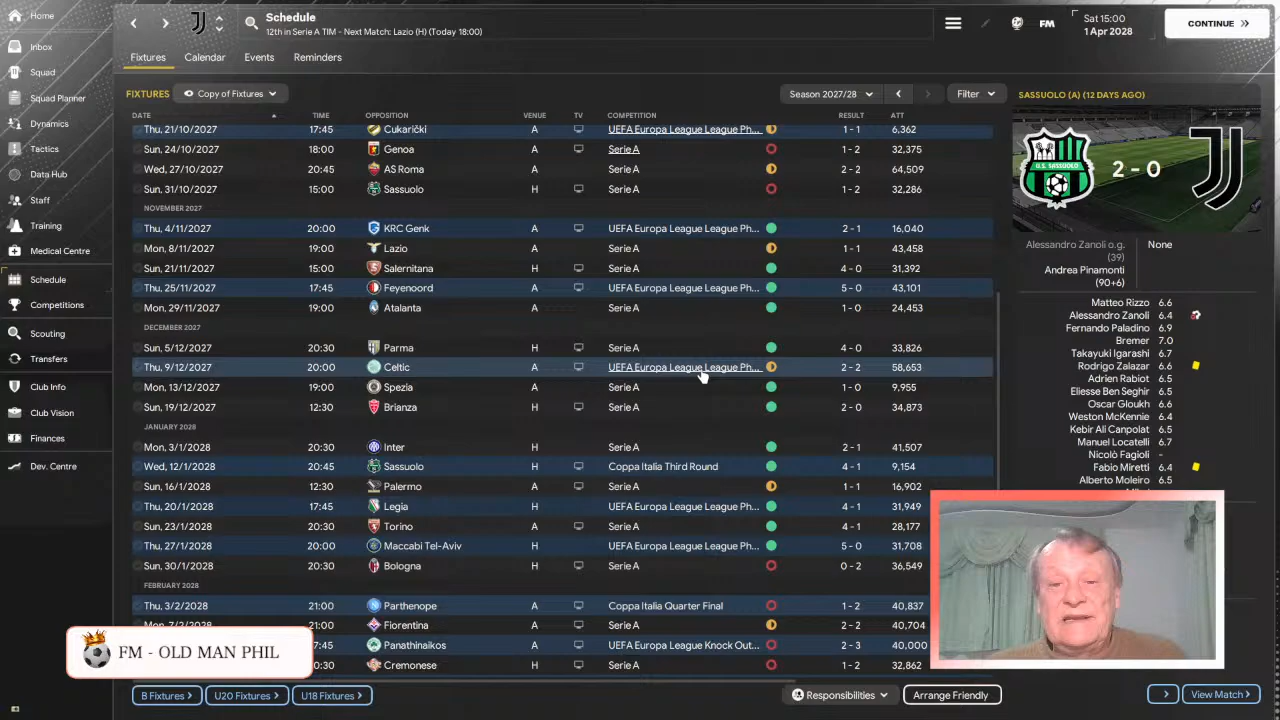 Home
Inbox
Squad
Squad Planner
Dynamics
Tactics
Data Hub
Staff
Training
Medical Centre
Schedule
Competitions
Scouting
Transfers
Club Info
Club Vision
Finances
Dev. Centre
Schedule
12th in Serie A TIM - Next Match: Lazio (H) (Today 18:00)
FM
Sat 15:00
1 Apr 2028
CONTINUE
Fixtures Calendar Events Reminders
FIXTURES Copy of Fixtures Season 2027/28 Filter
DATE TIME OPPOSITION VENUE TV COMPETITION RESULT ATT
Thu, 21/10/2027 17:45 Čukarički A UEFA Europa League League Ph... 1 - 1 6,362
Sun, 24/10/2027 18:00 Genoa A Serie A 1 - 2 32,375
Wed, 27/10/2027 20:45 AS Roma A Serie A 2 - 2 64,509
Sun, 31/10/2027 15:00 Sassuolo H Serie A 1 - 2 32,286
NOVEMBER 2027
Thu, 4/11/2027 20:00 KRC Genk A UEFA Europa League League Ph... 2 - 1 16,040
Mon, 8/11/2027 19:00 Lazio A Serie A 1 - 1 43,458
Sun, 21/11/2027 15:00 Salernitana H Serie A 4 - 0 31,392
Thu, 25/11/2027 17:45 Feyenoord H UEFA Europa League League Ph... 5 - 0 43,101
Mon, 29/11/2027 19:00 Atalanta A Serie A 1 - 0 24,453
DECEMBER 2027
Sun, 5/12/2027 20:30 Parma H Serie A 4 - 0 33,826
Thu, 9/12/2027 20:00 Celtic A UEFA Europa League League Ph... 2 - 2 58,653
Mon, 13/12/2027 19:00 Spezia A Serie A 1 - 0 9,955
Sun, 19/12/2027 12:30 Brianza H Serie A 2 - 0 34,873
JANUARY 2028
Mon, 3/1/2028 20:30 Inter H Serie A 2 - 1 41,507
Wed, 12/1/2028 20:45 Sassuolo H Coppa Italia Third Round 4 - 1 9,154
Sun, 16/1/2028 12:30 Palermo A Serie A 1 - 1 16,902
Thu, 20/1/2028 17:45 Legia H UEFA Europa League League Ph... 4 - 1 31,949
Sun, 23/1/2028 20:30 Torino A Serie A 4 - 1 28,177
Thu, 27/1/2028 20:00 Maccabi Tel-Aviv H UEFA Europa League League Ph... 5 - 0 31,708
Sun, 30/1/2028 20:30 Bologna H Serie A 0 - 2 36,549
FEBRUARY 2028
Thu, 3/2/2028 21:00 Parthenope A Coppa Italia Quarter Final 1 - 2 40,837
Mon, 7/2/2028 21:00 Fiorentina A Serie A 2 - 2 40,704
7:45 Panathinaikos A UEFA Europa League Knock Out... 2 - 3 40,000
0:30 Cremonese H Serie A 1 - 2 32,862
B Fixtures U20 Fixtures U18 Fixtures Responsibilities Arrange Friendly View Match
SASSUOLO (A) (12 DAYS AGO)
U.S. SASSUOLO
2 - 0
Alessandro Zanoli o.g. None
(39)
Andrea Pinamonti
(90+6)
Matteo Rizzo 6.6
Alessandro Zanoli 6.4
Fernando Paladino 6.9
Bremer 7.0
Takayuki Igarashi 6.7
Rodrigo Zalazar 6.6
Adrien Rabiot 6.5
Eliesse Ben Seghir 6.5
Oscar Gloukh 6.6
Weston McKennie 6.4
Kebir Ali Canpolat 6.5
Manuel Locatelli 6.7
Nicolò Fagioli -
Fabio Miretti 6.4
Alberto Moleiro 6.5
FM - OLD MAN PHIL